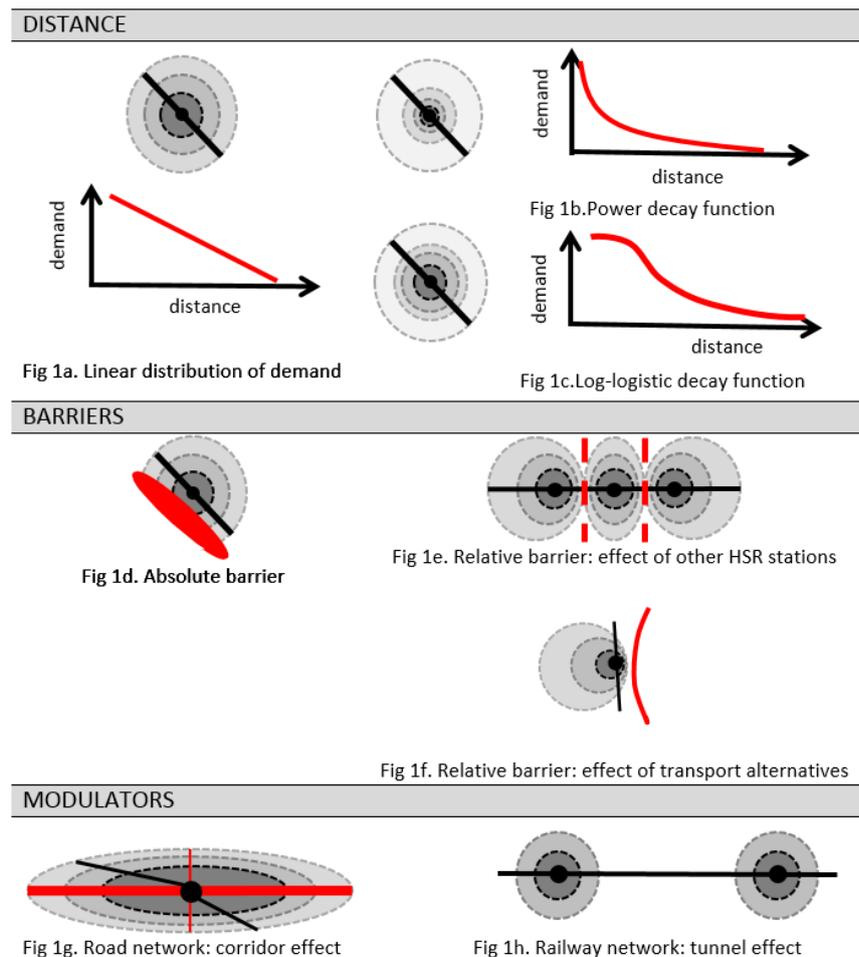 DISTANCE
demand
distance
Fig 1a. Linear distribution of demand
demand
distance
Fig 1b.Power decay function
demand
distance
Fig 1c.Log-logistic decay function
BARRIERS
Fig 1d. Absolute barrier
Fig 1e. Relative barrier: effect of other HSR stations
Fig 1f. Relative barrier: effect of transport alternatives
MODULATORS
Fig 1g. Road network: corridor effect
Fig 1h. Railway network: tunnel effect